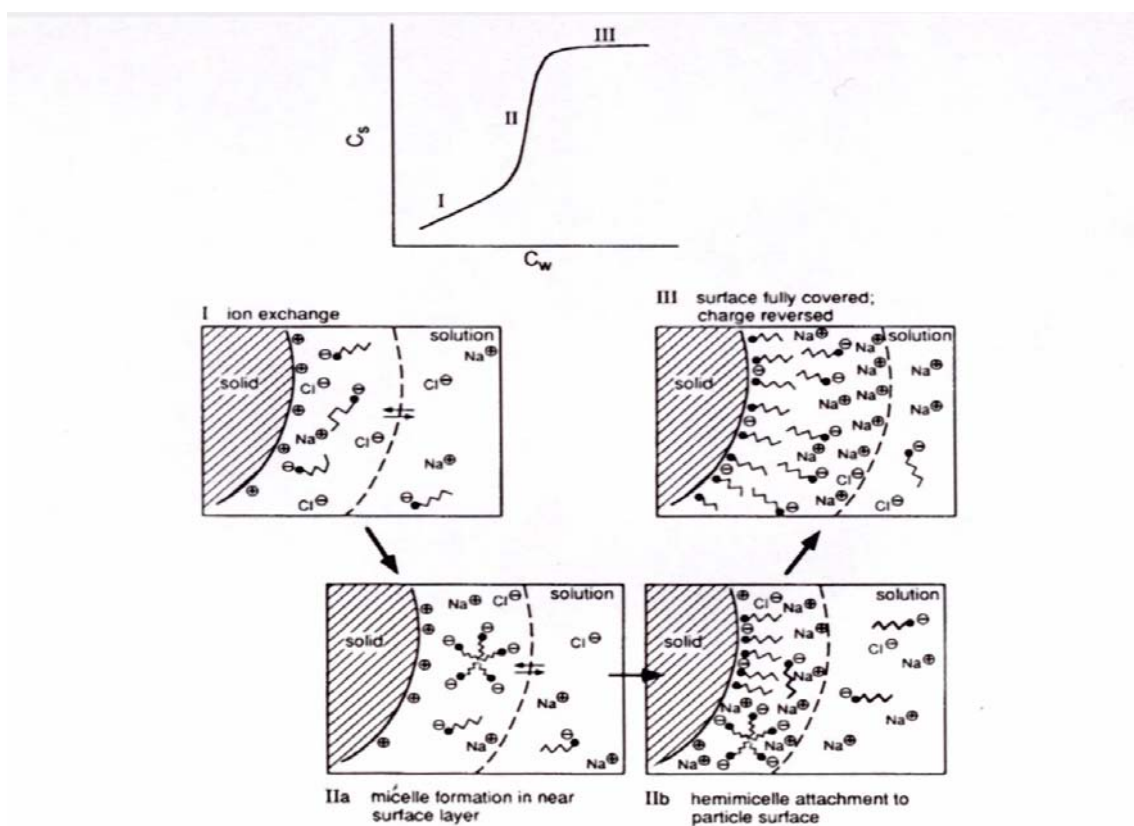 III
II
I
Cₛ
C_w
I ion exchange
solution
solid
⊕
⊖
Cl⊖
Na⊕
Cl⊖
⊖
Na⊕
Cl⊖
Na⊕
Cl⊖
III surface fully covered;
charge reversed
solution
solid
Na⊕
Na⊕
Na⊕
Na⊕
Na⊕
Na⊕
Cl⊖
Na⊕
Cl⊖
solution
solid
Na⊕ Cl⊖
Cl⊖
Na⊕
Na⊕
Na⊕
IIa micelle formation in near
surface layer
solution
solid
Cl⊖ Na⊕
Na⊕
Cl⊖
Na⊕
Na⊕
Na⊕
Na⊕
IIb hemimicelle attachment to
particle surface